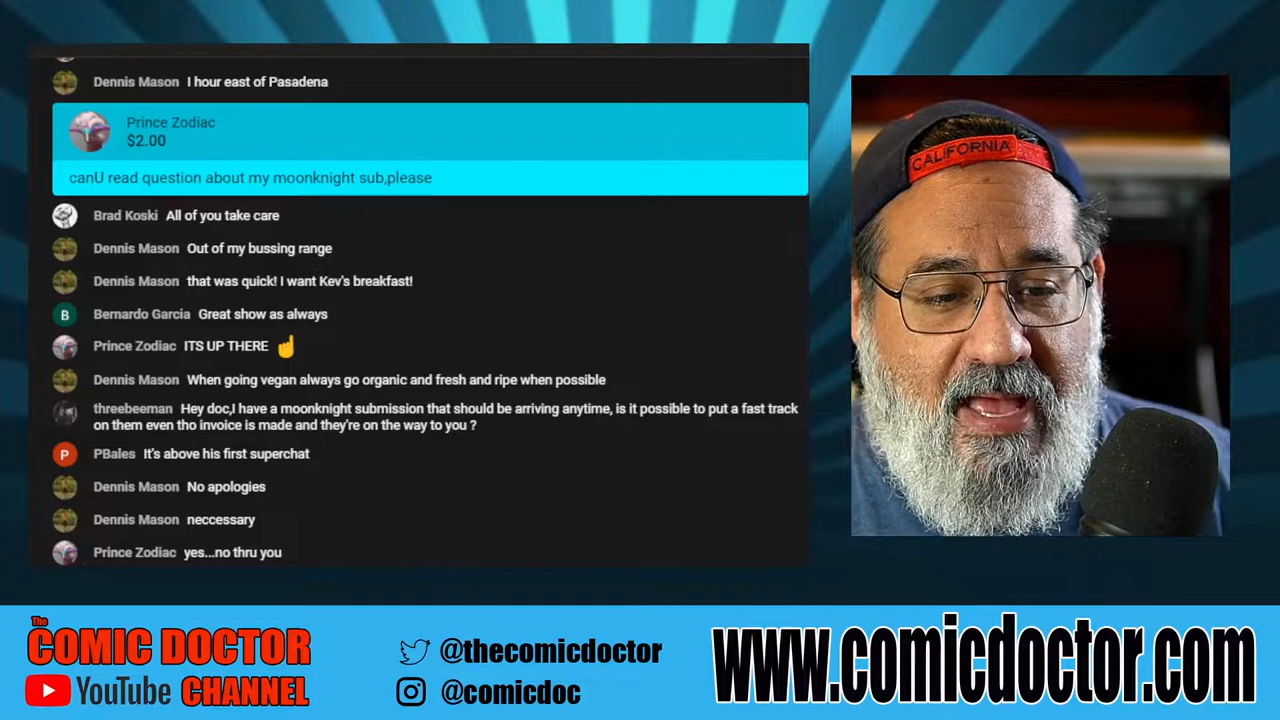 Dennis Mason I hour east of Pasadena
Prince Zodiac
$2.00
canU read question about my moonknight sub,please
Brad Koski All of you take care
Dennis Mason Out of my bussing range
Dennis Mason that was quick! I want Kev's breakfast!
B Bernardo Garcia Great show as always
Prince Zodiac ITS UP THERE ☝
Dennis Mason When going vegan always go organic and fresh and ripe when possible
threebeeman Hey doc,I have a moonknight submission that should be arriving anytime, is it possible to put a fast track
on them even tho invoice is made and they're on the way to you ?
P PBales It's above his first superchat
Dennis Mason No apologies
Dennis Mason neccessary
Prince Zodiac yes...no thru you
CALIFORNIA
The
COMIC DOCTOR
YouTube CHANNEL
@thecomicdoctor
@comicdoc
www.comicdoctor.com